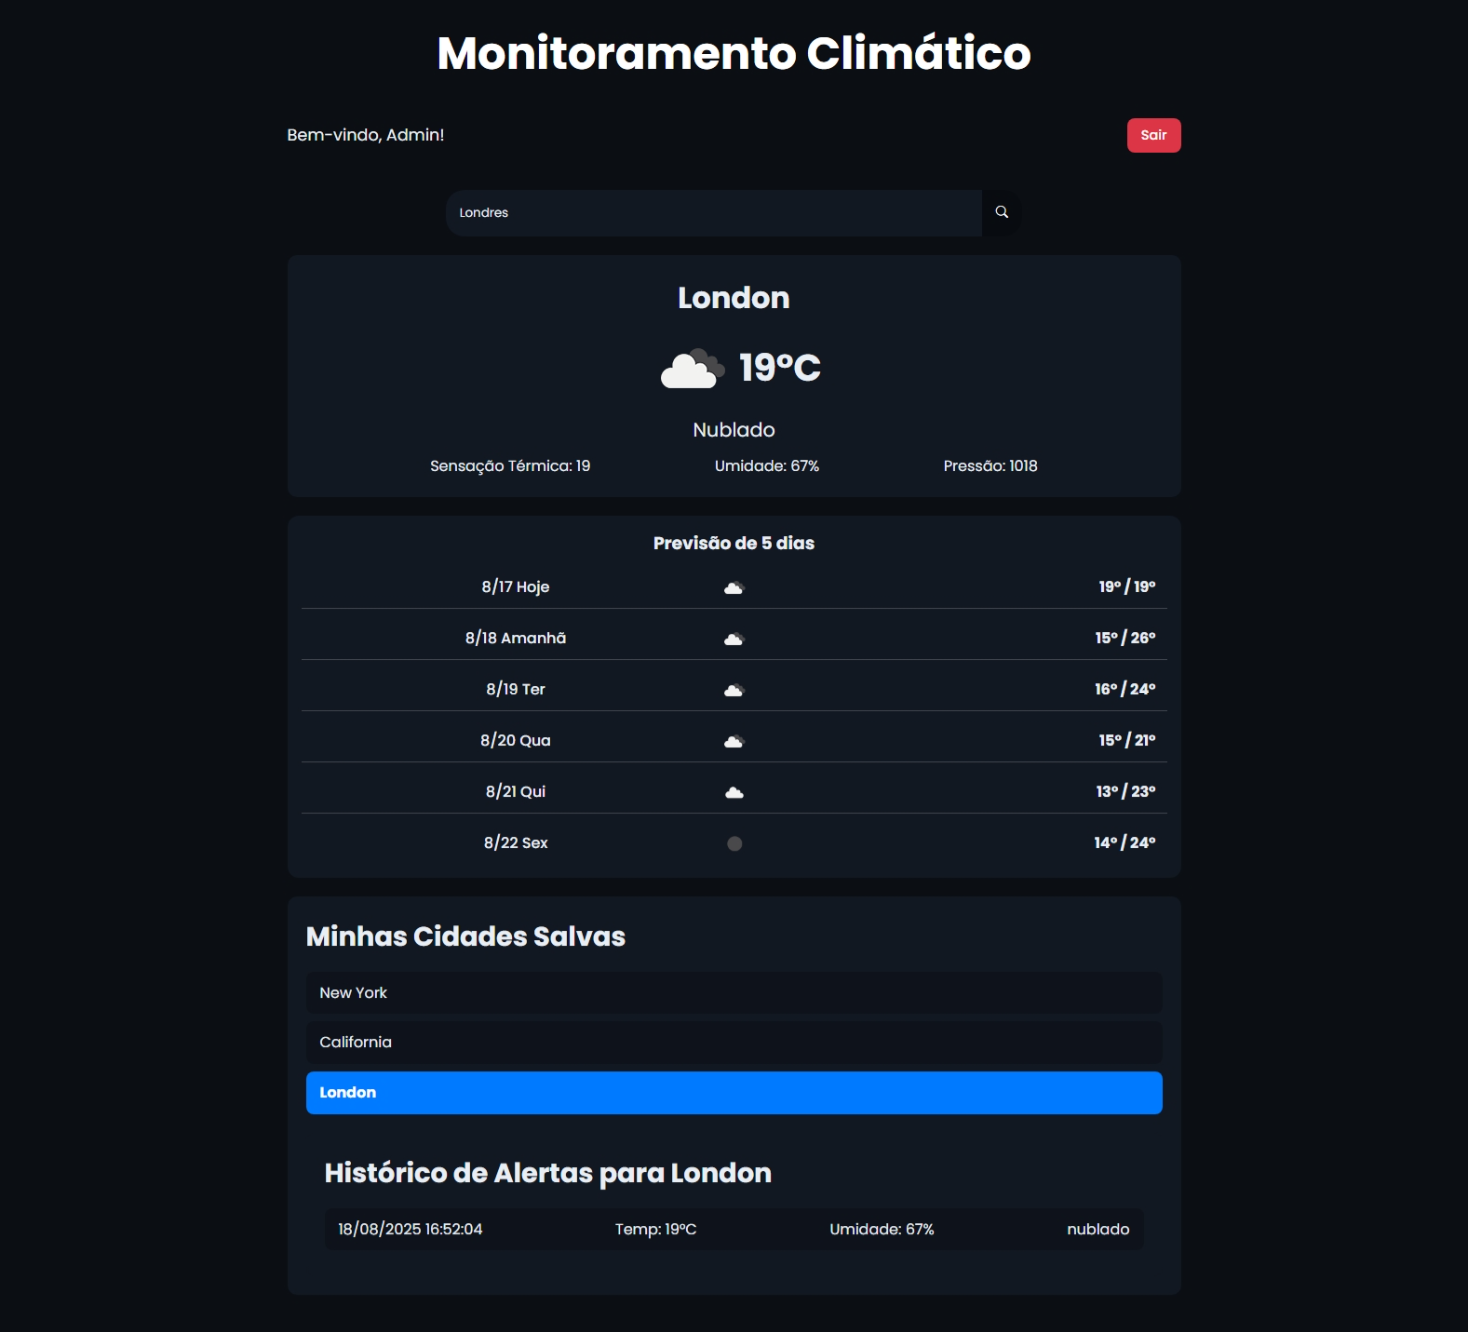 Monitoramento Climático
Bem-vindo, Admin!
Sair
Londres
London
19°C
Nublado
Sensação Térmica: 19 Umidade: 67% Pressão: 1018
Previsão de 5 dias
8/17 Hoje 19° / 19°
8/18 Amanhã 15° / 26°
8/19 Ter 16° / 24°
8/20 Qua 15° / 21°
8/21 Qui 13° / 23°
8/22 Sex 14° / 24°
Minhas Cidades Salvas
New York
California
London
Histórico de Alertas para London
18/08/2025 16:52:04 Temp: 19°C Umidade: 67% nublado